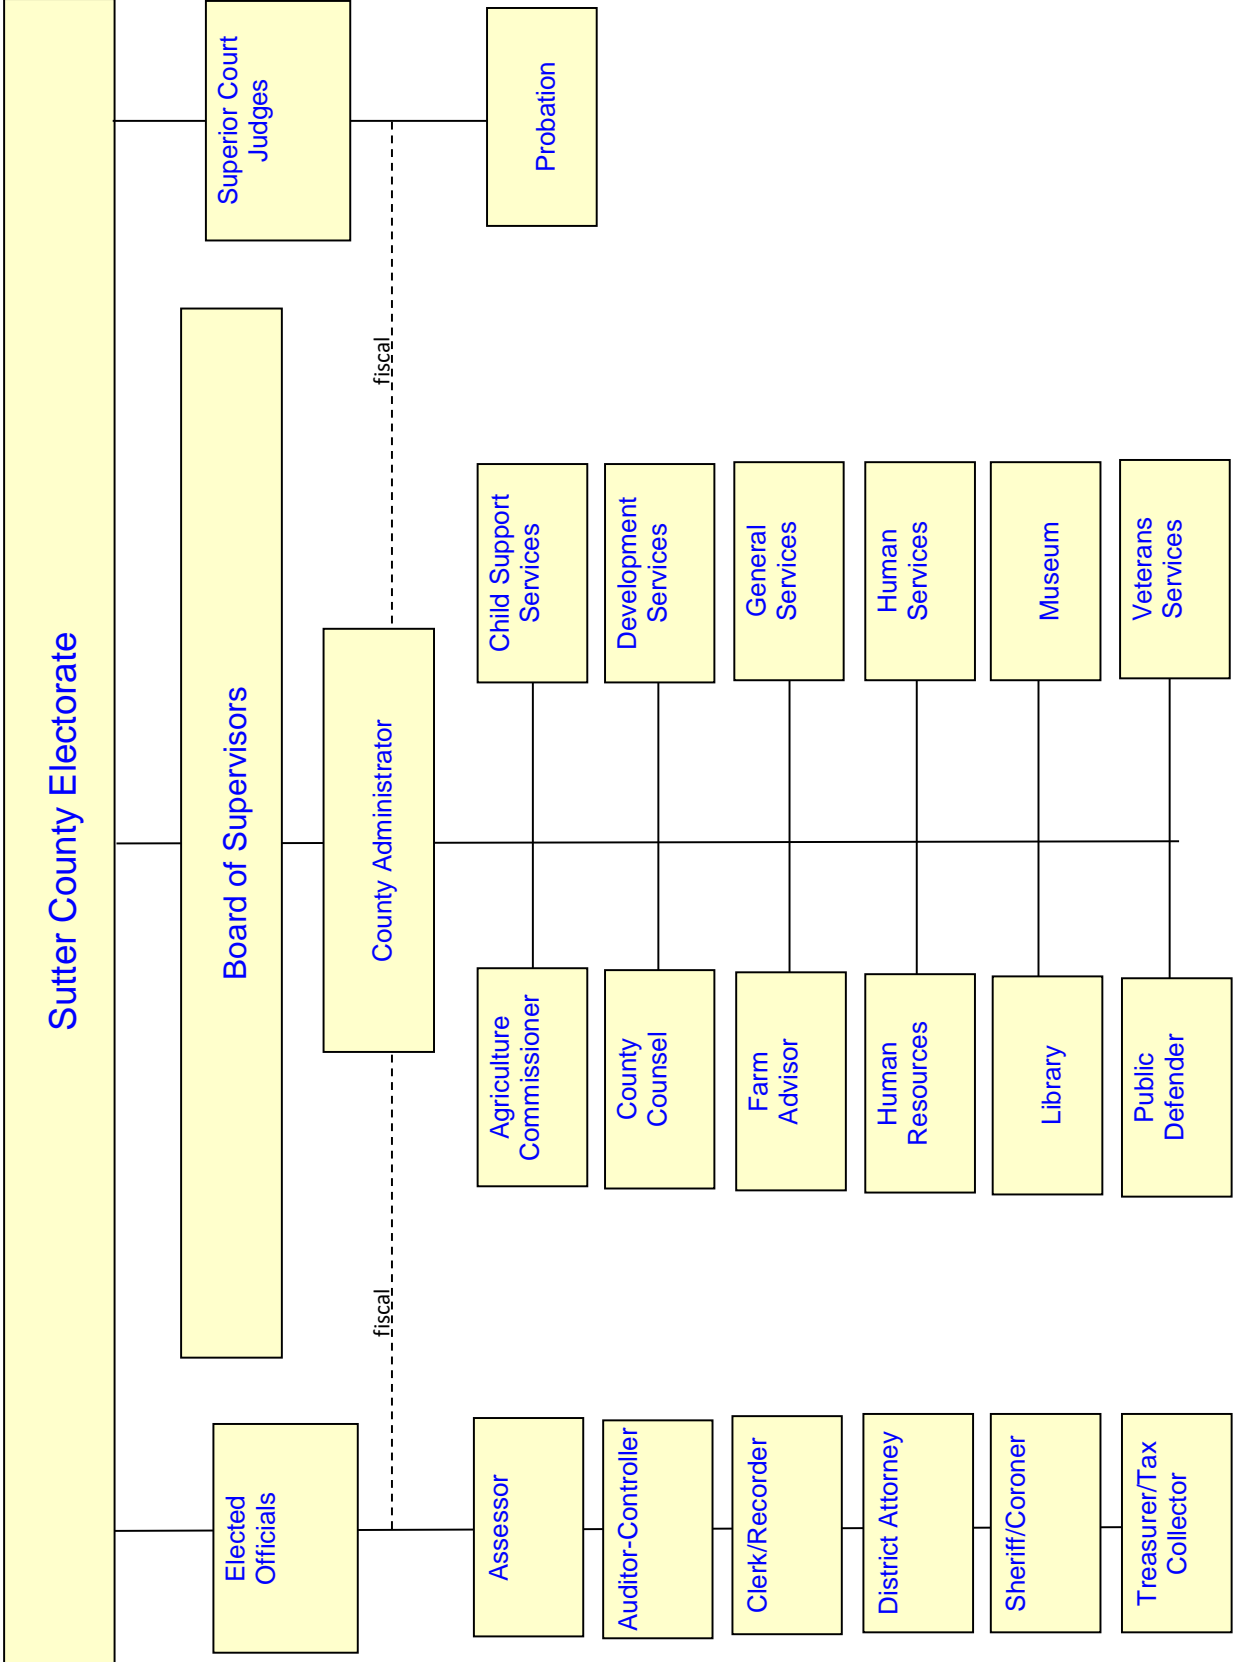 Sutter County Electorate
Elected
Officials
Board of Supervisors
Superior Court
Judges
County Administrator
fiscal
fiscal
Assessor
Agriculture
Commissioner
Child Support
Services
Probation
Auditor-Controller
County
Counsel
Development
Services
Clerk/Recorder
Farm
Advisor
General
Services
District Attorney
Human
Resources
Human
Services
Sheriff/Coroner
Library
Museum
Treasurer/Tax
Collector
Public
Defender
Veterans
Services